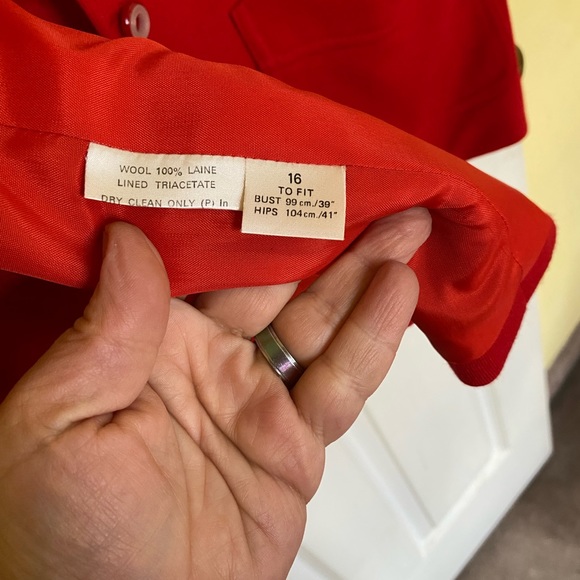 WOOL 100% LAINE
LINED TRIACETATE
DRY CLEAN ONLY (P) In
16
TO FIT
BUST 99 cm./39"
HIPS 104 cm./41"